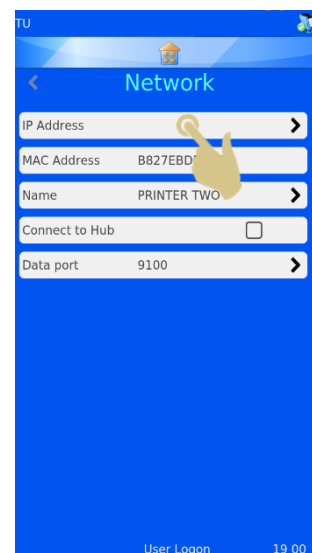 TU
Network
IP Address
MAC Address B827EBD
Name PRINTER TWO
Connect to Hub
Data port 9100
User Logon 19 00